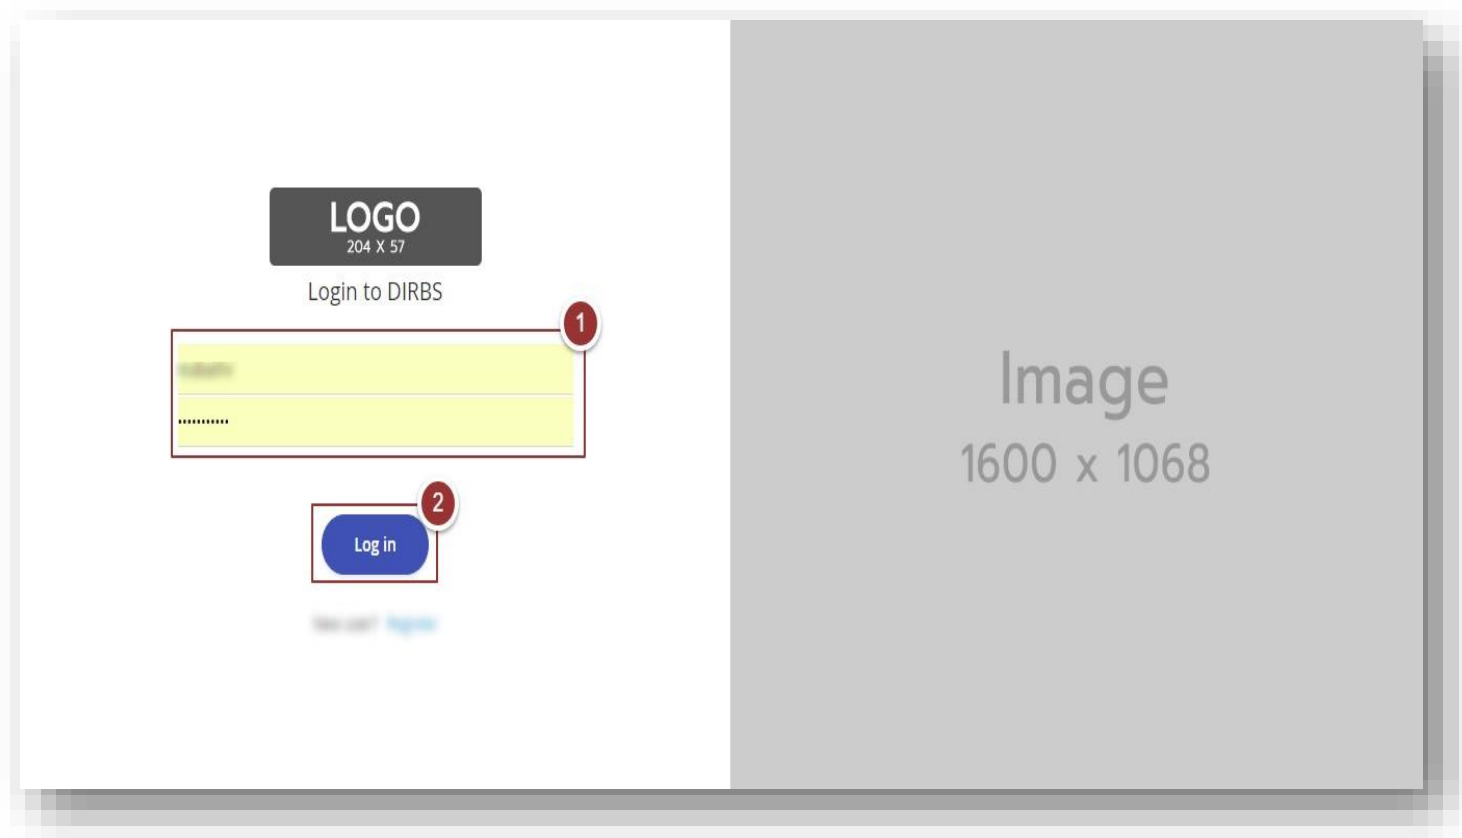 LOGO
204 X 57
Login to DIRBS
1
...........
2
Log in
Image
1600 x 1068